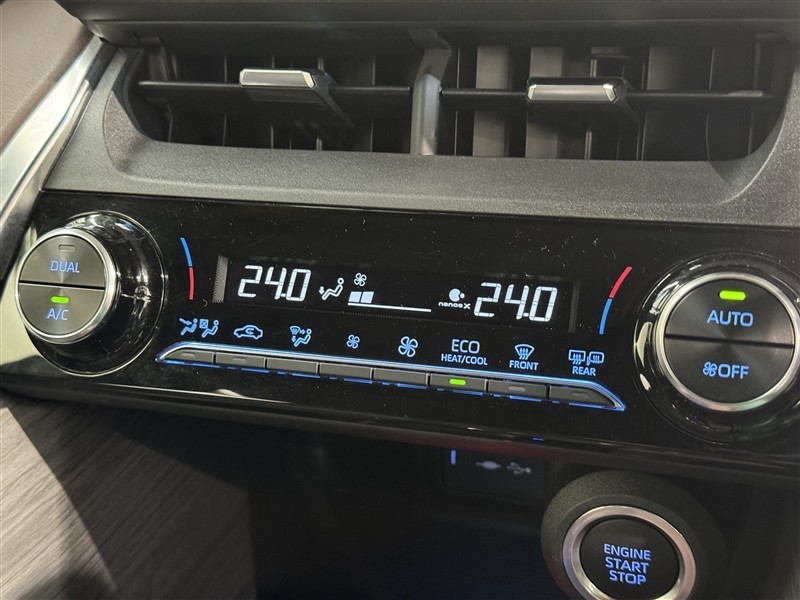 DUAL
A/C
24.0
nanoe X
24.0
ECO
HEAT/COOL
FRONT
REAR
AUTO
OFF
ENGINE
START
STOP